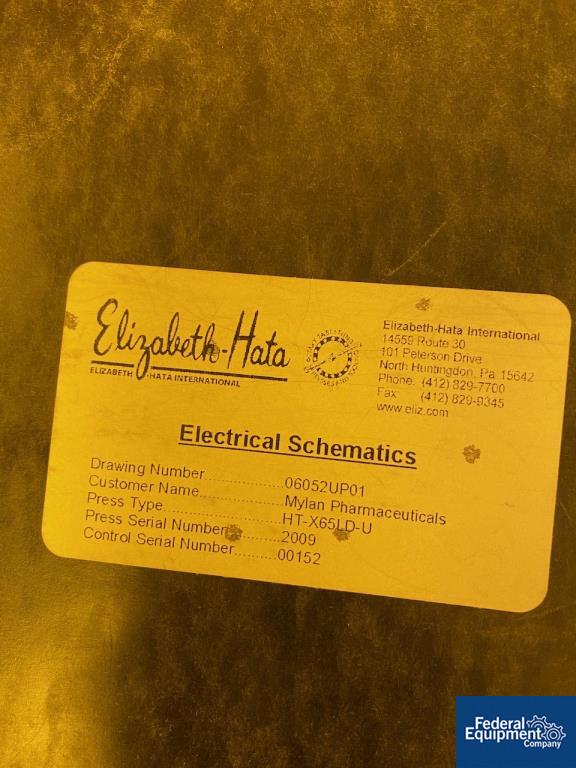 Elizabeth-Hata
ELIZABETH-HATA INTERNATIONAL
Elizabeth-Hata International
14559 Route 30
101 Peterson Drive
North Huntingdon, Pa 15642
Phone: (412) 829-7700
Fax: (412) 829-9345
www.eliz.com
Electrical Schematics
Drawing Number....................06052UP01
Customer Name.....................Mylan Pharmaceuticals
Press Type..............................HT-X65LD-U
Press Serial Number.............2009
Control Serial Number..........00152
Federal
Equipment
Company